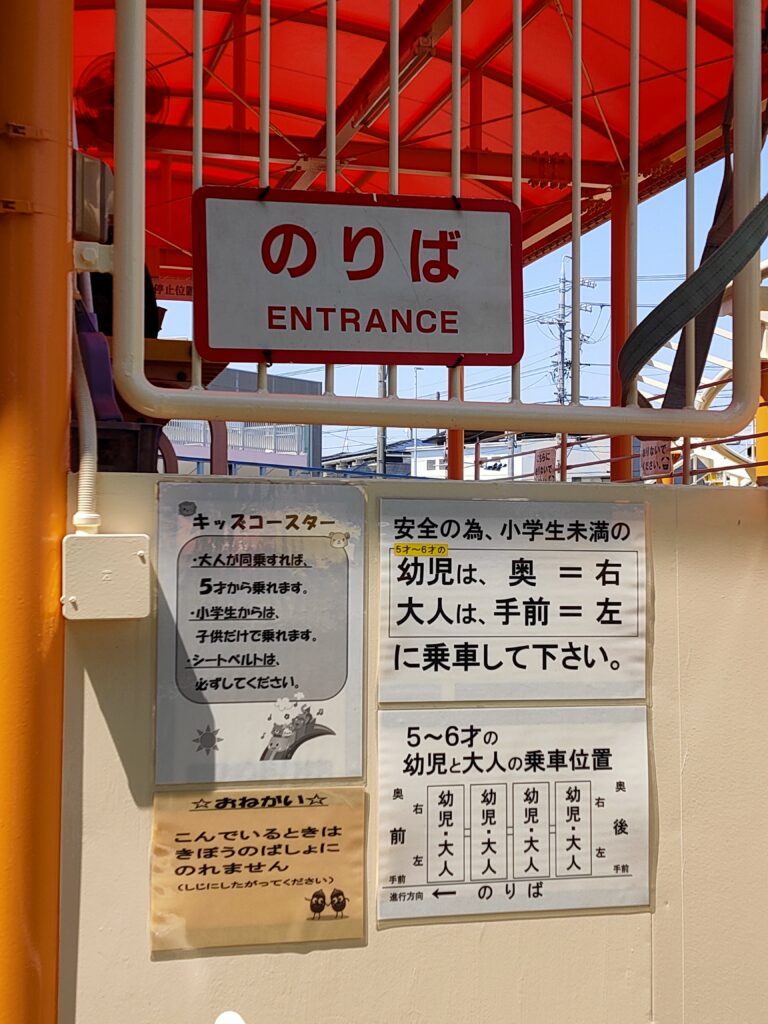 のりば
ENTRANCE
停止位置
キッズコースター
・大人が同乗すれば、
5才から乗れます。
・小学生からは、
子供だけで乗れます。
・シートベルトは、
必ずしてください。
安全の為、小学生未満の
5才〜6才の
幼児は、奥 = 右
大人は、手前 = 左
に乗車して下さい。
5〜6才の
幼児と大人の乗車位置
奥 右 幼児・大人 幼児・大人 幼児・大人 幼児・大人 右 奥
前 後
手前 左 左 手前
進行方向 ← のりば
☆おねがい☆
こんでいるときは
きぼうのばしょに
のれません
(しじにしたがってください)